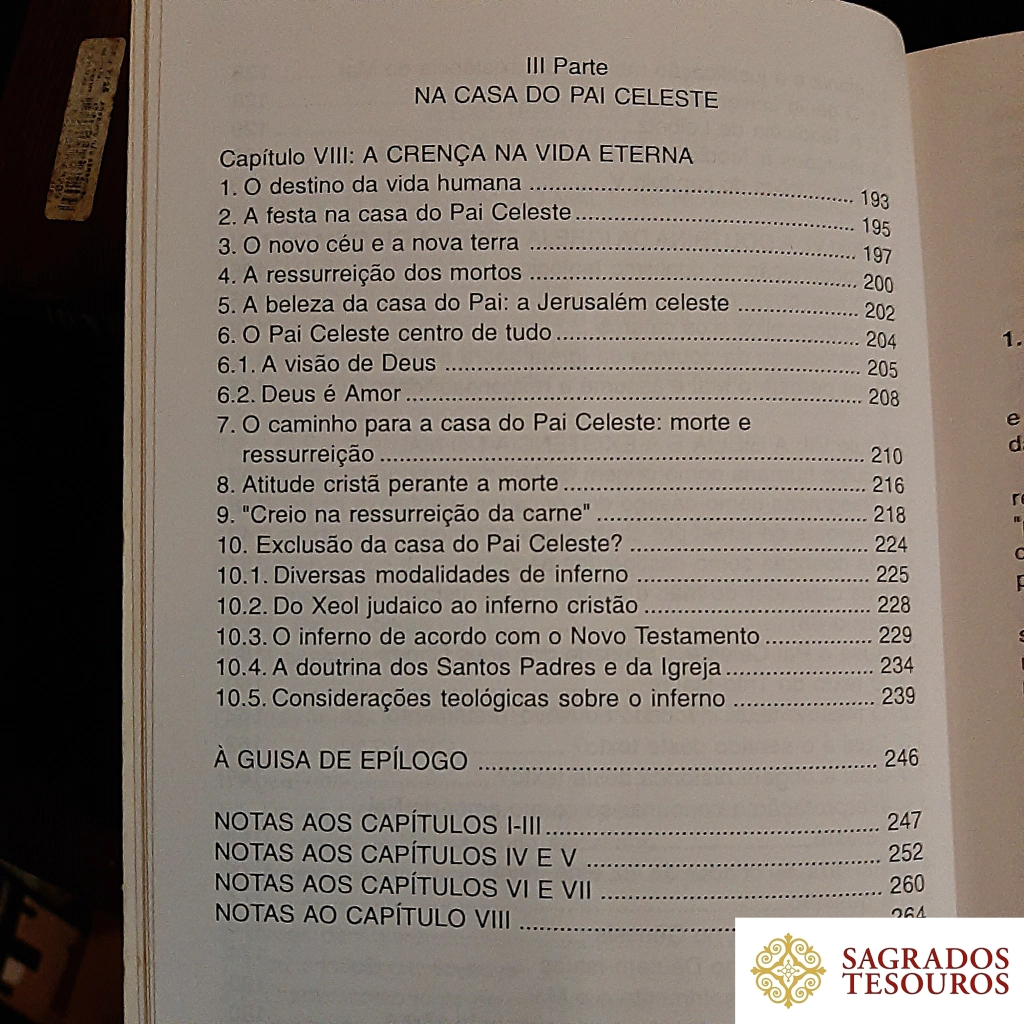 III Parte
NA CASA DO PAI CELESTE
Capítulo VIII: A CRENÇA NA VIDA ETERNA
1. O destino da vida humana .......... 193
2. A festa na casa do Pai Celeste .......... 195
3. O novo céu e a nova terra .......... 197
4. A ressurreição dos mortos .......... 200
5. A beleza da casa do Pai: a Jerusalém celeste .......... 202
6. O Pai Celeste centro de tudo .......... 204
6.1. A visão de Deus .......... 205
6.2. Deus é Amor .......... 208
7. O caminho para a casa do Pai Celeste: morte e
ressurreição .......... 210
8. Atitude cristã perante a morte .......... 216
9. "Creio na ressurreição da carne" .......... 218
10. Exclusão da casa do Pai Celeste? .......... 224
10.1. Diversas modalidades de inferno .......... 225
10.2. Do Xeol judaico ao inferno cristão .......... 228
10.3. O inferno de acordo com o Novo Testamento .......... 229
10.4. A doutrina dos Santos Padres e da Igreja .......... 234
10.5. Considerações teológicas sobre o inferno .......... 239
À GUISA DE EPÍLOGO .......... 246
NOTAS AOS CAPÍTULOS I-III .......... 247
NOTAS AOS CAPÍTULOS IV E V .......... 252
NOTAS AOS CAPÍTULOS VI E VII .......... 260
NOTAS AO CAPÍTULO VIII .......... 264
1.
SAGRADOS
TESOUROS